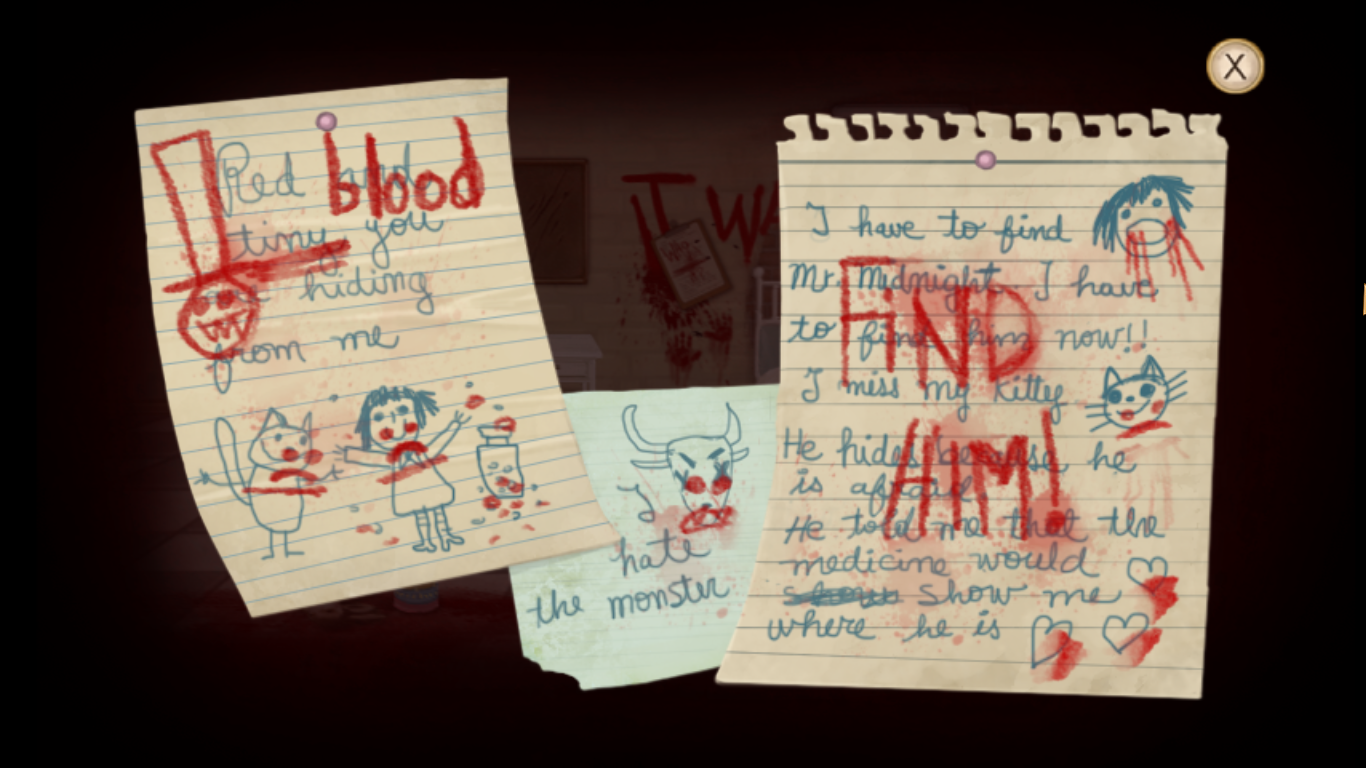 Red and
blood
tiny you
are hiding
from me
I
hate
the monster
I have to find
Mr. Midnight. I have
to find him now!!
FIND
I miss my kitty
He hides because he
is afraid.
HIM!
He told me that the
medicine would
show me
where he is
I WA
X